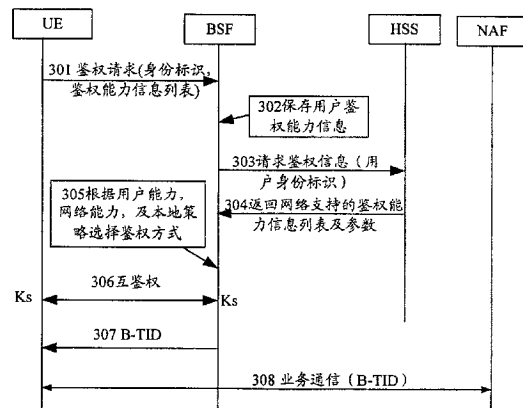 UE
BSF
HSS
NAF
301 鉴权请求(身份标识,
鉴权能力信息列表)
302保存用户鉴
权能力信息
303请求鉴权信息（用
户身份标识）
304返回网络支持的鉴权能
力信息列表及参数
305根据用户能力，
网络能力，及本地策
略选择鉴权方式
306互鉴权
Ks
Ks
307 B-TID
308 业务通信（B-TID）